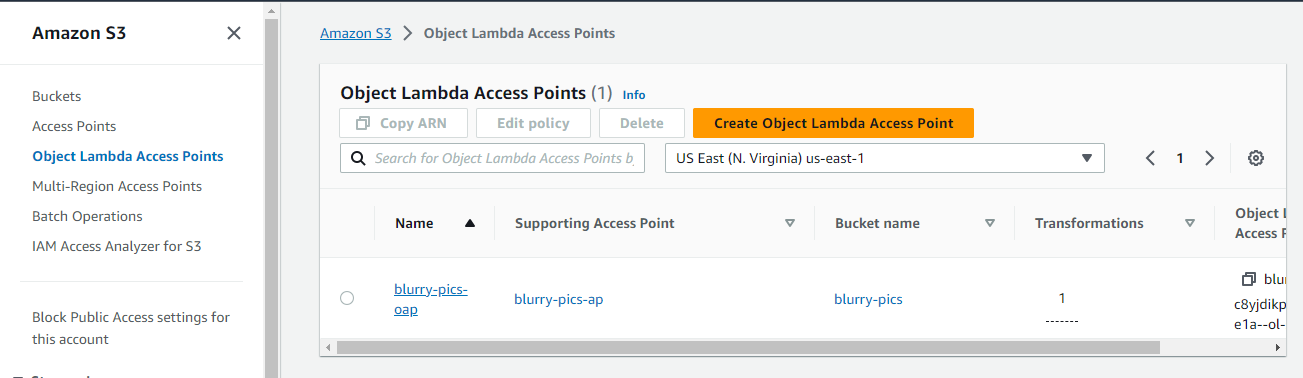 Amazon S3
Buckets
Access Points
Object Lambda Access Points
Multi-Region Access Points
Batch Operations
IAM Access Analyzer for S3
Block Public Access settings for
this account
Amazon S3 > Object Lambda Access Points
Object Lambda Access Points (1) Info
Copy ARN Edit policy Delete Create Object Lambda Access Point
Search for Object Lambda Access Points b US East (N. Virginia) us-east-1 1
Name Supporting Access Point Bucket name Transformations
Object
Access
blurry-pics-
oap
blurry-pics-ap
blurry-pics
1
blu
c8yjdikp
e1a--ol-